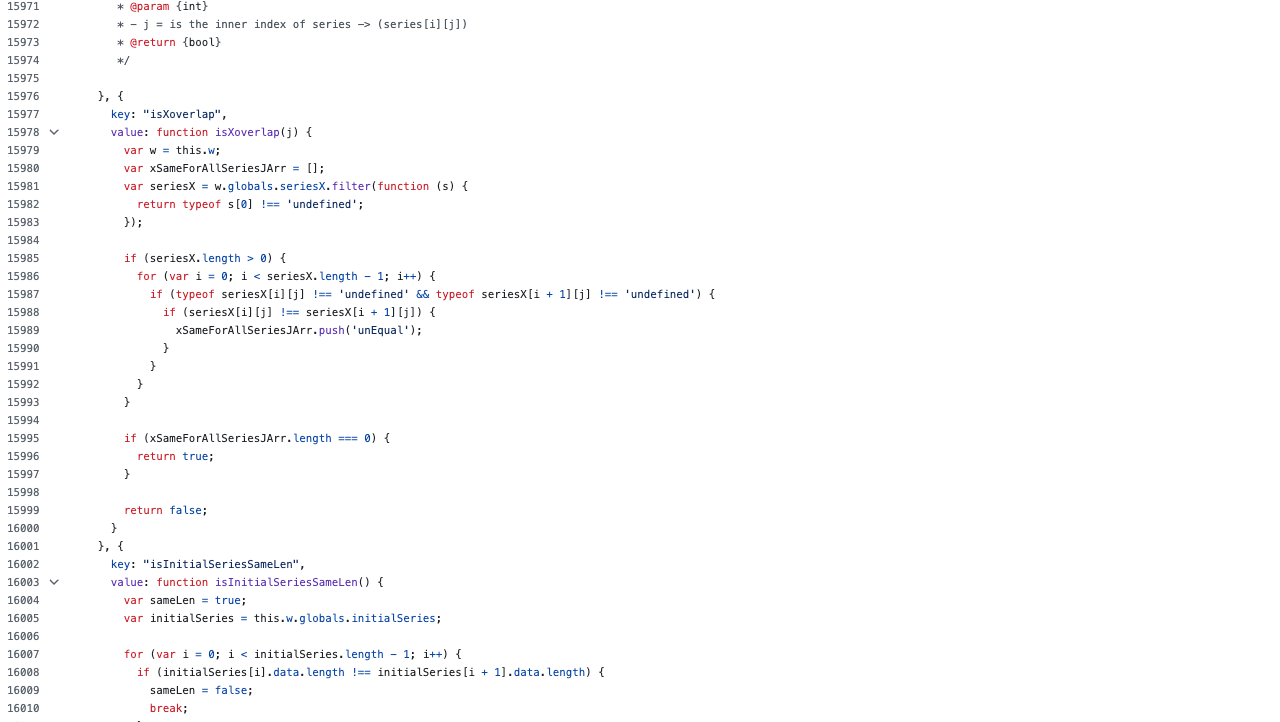 15971             * @param {int}
15972             * - j = is the inner index of series -> (series[i][j])
15973             * @return {bool}
15974             */
15975
15976          }, {
15977            key: "isXoverlap",
15978            value: function isXoverlap(j) {
15979              var w = this.w;
15980              var xSameForAllSeriesJArr = [];
15981              var seriesX = w.globals.seriesX.filter(function (s) {
15982                return typeof s[0] !== 'undefined';
15983              });
15984
15985              if (seriesX.length > 0) {
15986                for (var i = 0; i < seriesX.length - 1; i++) {
15987                  if (typeof seriesX[i][j] !== 'undefined' && typeof seriesX[i + 1][j] !== 'undefined') {
15988                    if (seriesX[i][j] !== seriesX[i + 1][j]) {
15989                      xSameForAllSeriesJArr.push('unEqual');
15990                    }
15991                  }
15992                }
15993              }
15994
15995              if (xSameForAllSeriesJArr.length === 0) {
15996                return true;
15997              }
15998
15999              return false;
16000            }
16001          }, {
16002            key: "isInitialSeriesSameLen",
16003            value: function isInitialSeriesSameLen() {
16004              var sameLen = true;
16005              var initialSeries = this.w.globals.initialSeries;
16006
16007              for (var i = 0; i < initialSeries.length - 1; i++) {
16008                if (initialSeries[i].data.length !== initialSeries[i + 1].data.length) {
16009                  sameLen = false;
16010                  break;